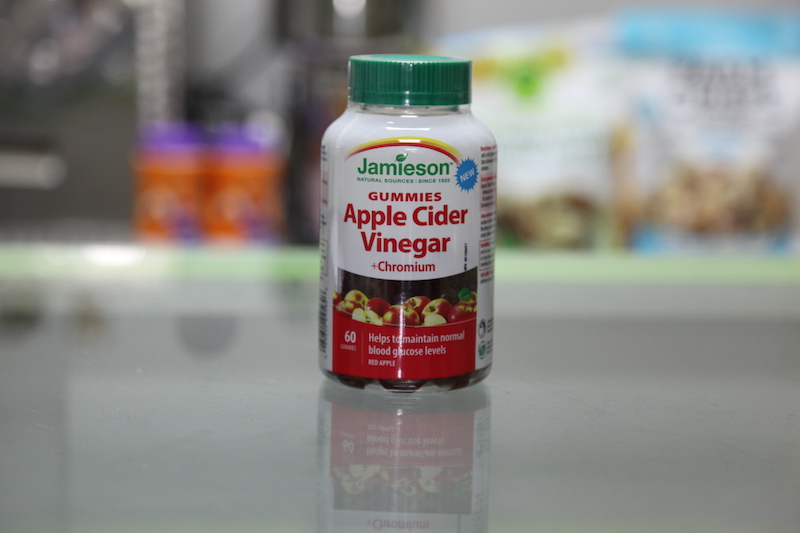 Jamieson™
NATURAL SOURCES | SINCE 1922
NEW
GUMMIES
Apple Cider
Vinegar
+Chromium
60
GUMMIES
Helps to maintain normal
blood glucose levels
RED APPLE